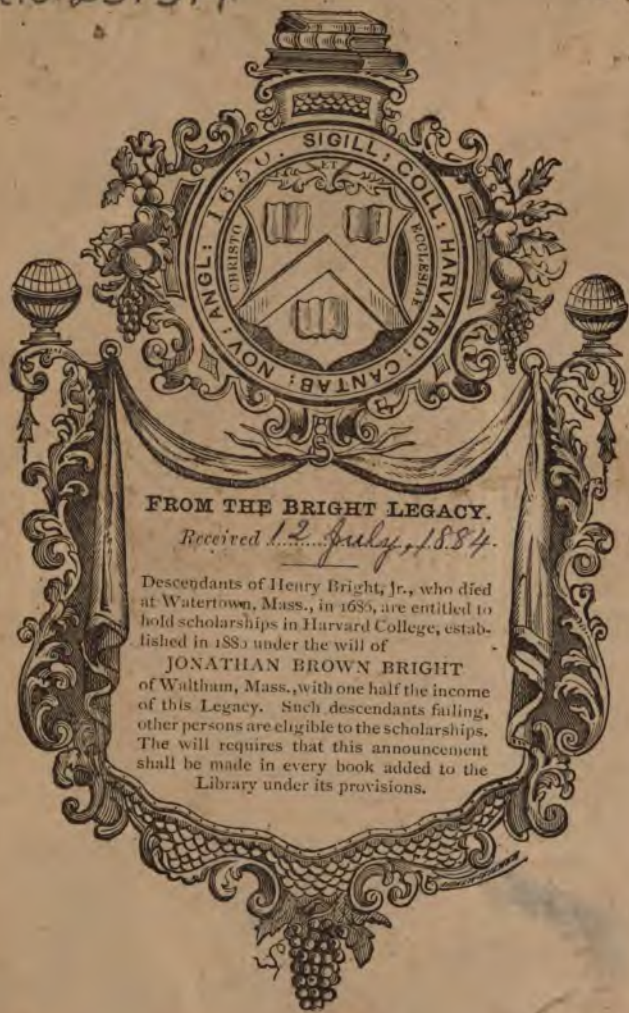 SIGILL: COLL: HARVARD: CANTAB: NOV: ANGL: 1650.
ET
CHRISTO
ECCLESIAE
FROM THE BRIGHT LEGACY.
Received 12 July, 1884.
Descendants of Henry Bright, Jr., who died
at Watertown, Mass., in 1686, are entitled to
hold scholarships in Harvard College, estab-
lished in 1880 under the will of
JONATHAN BROWN BRIGHT
of Waltham, Mass., with one half the income
of this Legacy. Such descendants failing,
other persons are eligible to the scholarships.
The will requires that this announcement
shall be made in every book added to the
Library under its provisions.